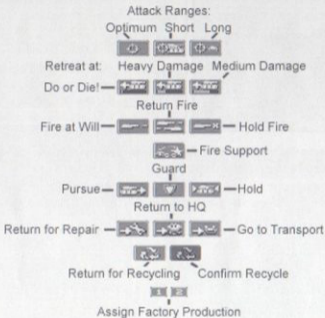 Attack Ranges:
Optimum Short Long
Retreat at: Heavy Damage Medium Damage
Do or Die!
Return Fire
Fire at Will Hold Fire
Fire Support
Guard
Pursue Hold
Return to HQ
Return for Repair Go to Transport
Return for Recycling Confirm Recycle
1 2
Assign Factory Production